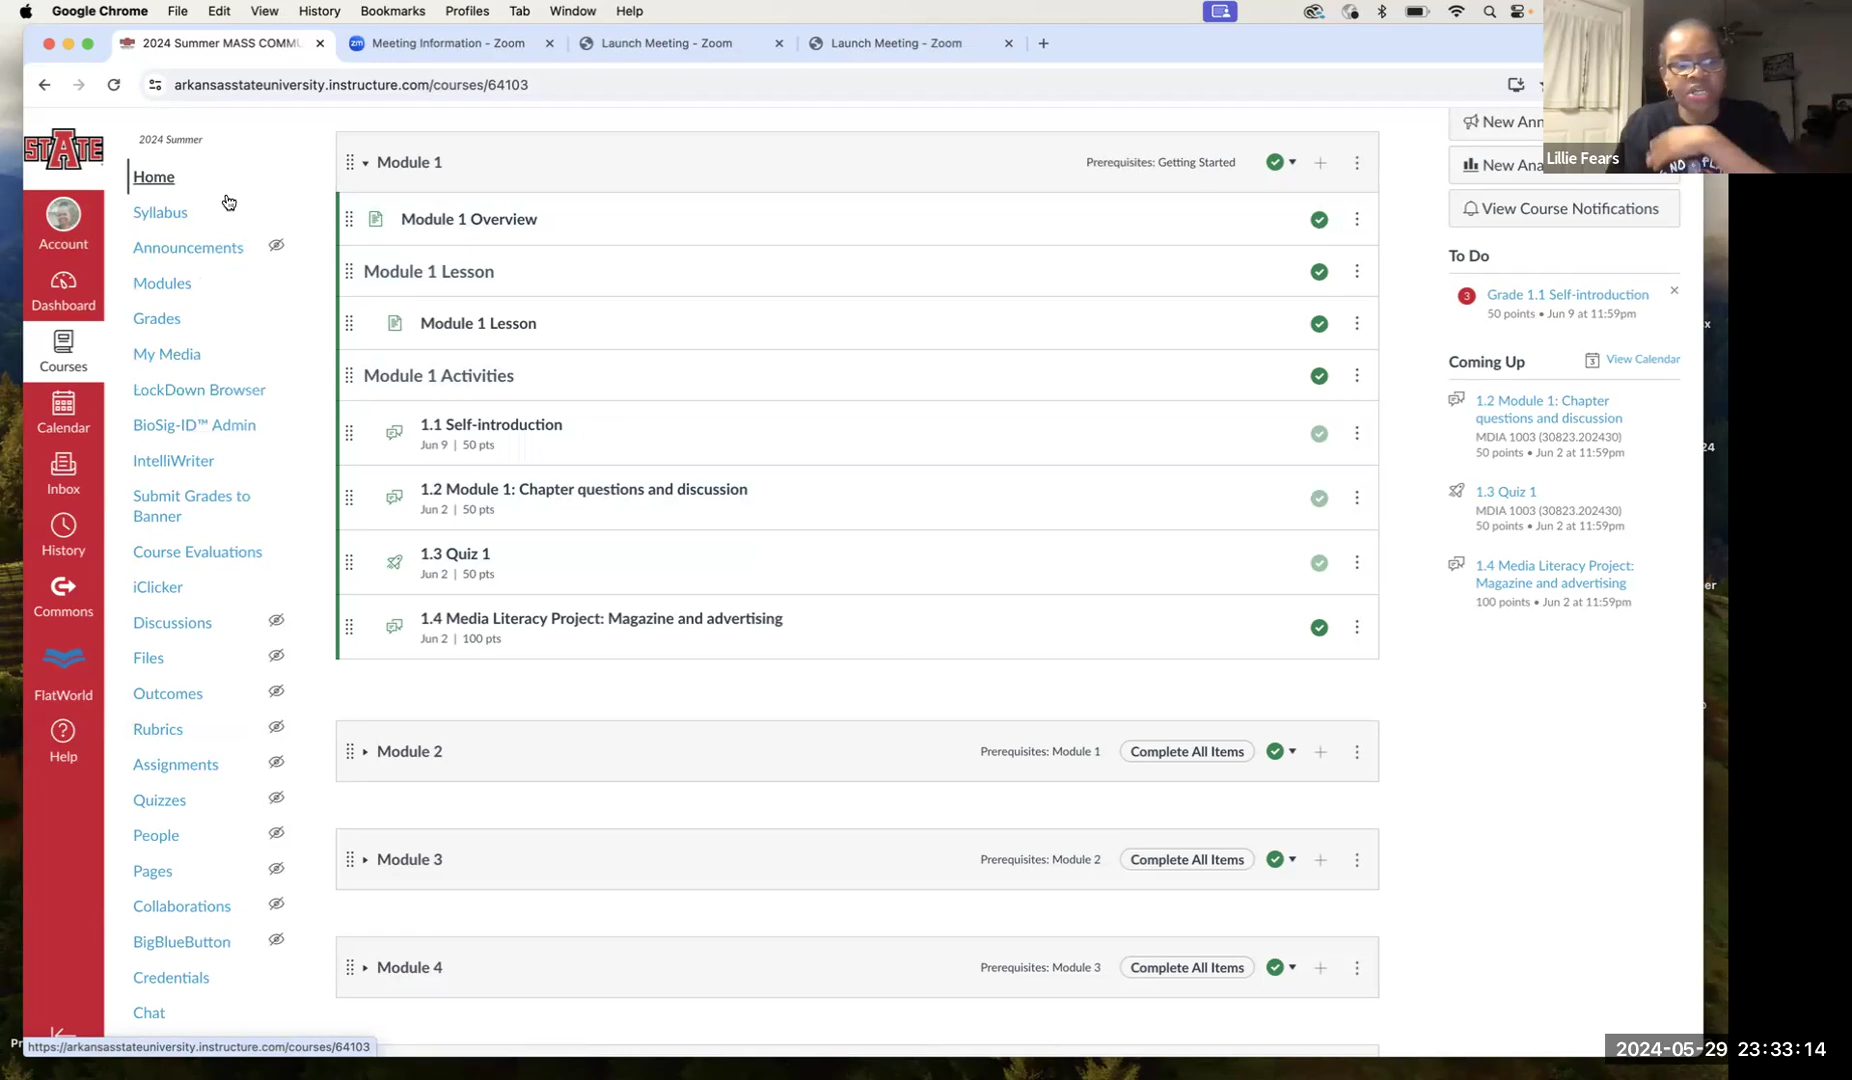 Google Chrome File Edit View History Bookmarks Profiles Tab Window Help
2024 Summer MASS COMMU
Meeting Information - Zoom
Launch Meeting - Zoom
Launch Meeting - Zoom
arkansasstateuniversity.instructure.com/courses/64103
STATE
Account
Dashboard
Courses
Calendar
Inbox
History
Commons
FlatWorld
Help
2024 Summer
Home
Syllabus
Announcements
Modules
Grades
My Media
LockDown Browser
BioSig-ID™ Admin
IntelliWriter
Submit Grades to
Banner
Course Evaluations
iClicker
Discussions
Files
Outcomes
Rubrics
Assignments
Quizzes
People
Pages
Collaborations
BigBlueButton
Credentials
Chat
Module 1 Prerequisites: Getting Started
Module 1 Overview
Module 1 Lesson
Module 1 Lesson
Module 1 Activities
1.1 Self-introduction
Jun 9 | 50 pts
1.2 Module 1: Chapter questions and discussion
Jun 2 | 50 pts
1.3 Quiz 1
Jun 2 | 50 pts
1.4 Media Literacy Project: Magazine and advertising
Jun 2 | 100 pts
Module 2 Prerequisites: Module 1 Complete All Items
Module 3 Prerequisites: Module 2 Complete All Items
Module 4 Prerequisites: Module 3 Complete All Items
New Ann
New Ana
View Course Notifications
To Do
3 Grade 1.1 Self-introduction
50 points • Jun 9 at 11:59pm
Coming Up View Calendar
1.2 Module 1: Chapter
questions and discussion
MDIA 1003 (30823.202430)
50 points • Jun 2 at 11:59pm
1.3 Quiz 1
MDIA 1003 (30823.202430)
50 points • Jun 2 at 11:59pm
1.4 Media Literacy Project:
Magazine and advertising
100 points • Jun 2 at 11:59pm
Lillie Fears
https://arkansasstateuniversity.instructure.com/courses/64103
2024-05-29 23:33:14